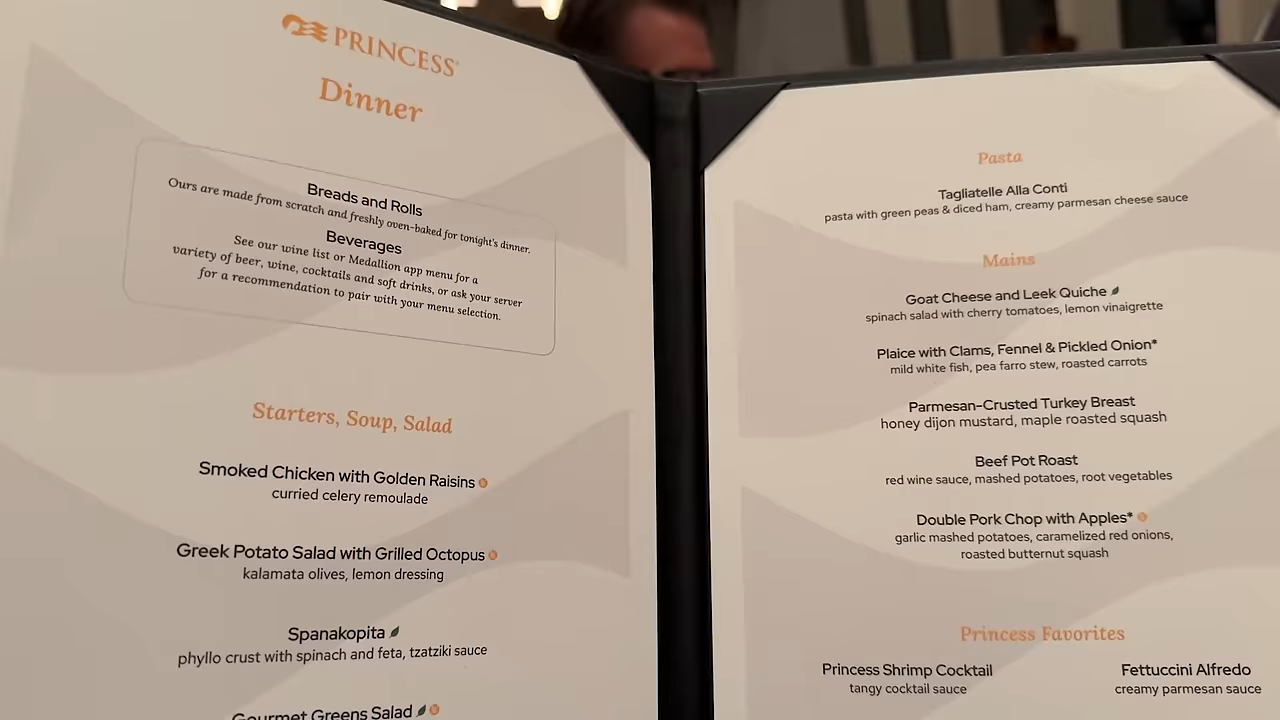 PRINCESS
Dinner
Breads and Rolls
Ours are made from scratch and freshly oven-baked for tonight's dinner.
Beverages
See our wine list or Medallion app menu for a
variety of beer, wine, cocktails and soft drinks, or ask your server
for a recommendation to pair with your menu selection.
Starters, Soup, Salad
Smoked Chicken with Golden Raisins
curried celery remoulade
Greek Potato Salad with Grilled Octopus
kalamata olives, lemon dressing
Spanakopita
phyllo crust with spinach and feta, tzatziki sauce
Gourmet Greens Salad
Pasta
Tagliatelle Alla Conti
pasta with green peas & diced ham, creamy parmesan cheese sauce
Mains
Goat Cheese and Leek Quiche
spinach salad with cherry tomatoes, lemon vinaigrette
Plaice with Clams, Fennel & Pickled Onion*
mild white fish, pea farro stew, roasted carrots
Parmesan-Crusted Turkey Breast
honey dijon mustard, maple roasted squash
Beef Pot Roast
red wine sauce, mashed potatoes, root vegetables
Double Pork Chop with Apples*
garlic mashed potatoes, caramelized red onions,
roasted butternut squash
Princess Favorites
Princess Shrimp Cocktail
tangy cocktail sauce
Fettuccini Alfredo
creamy parmesan sauce